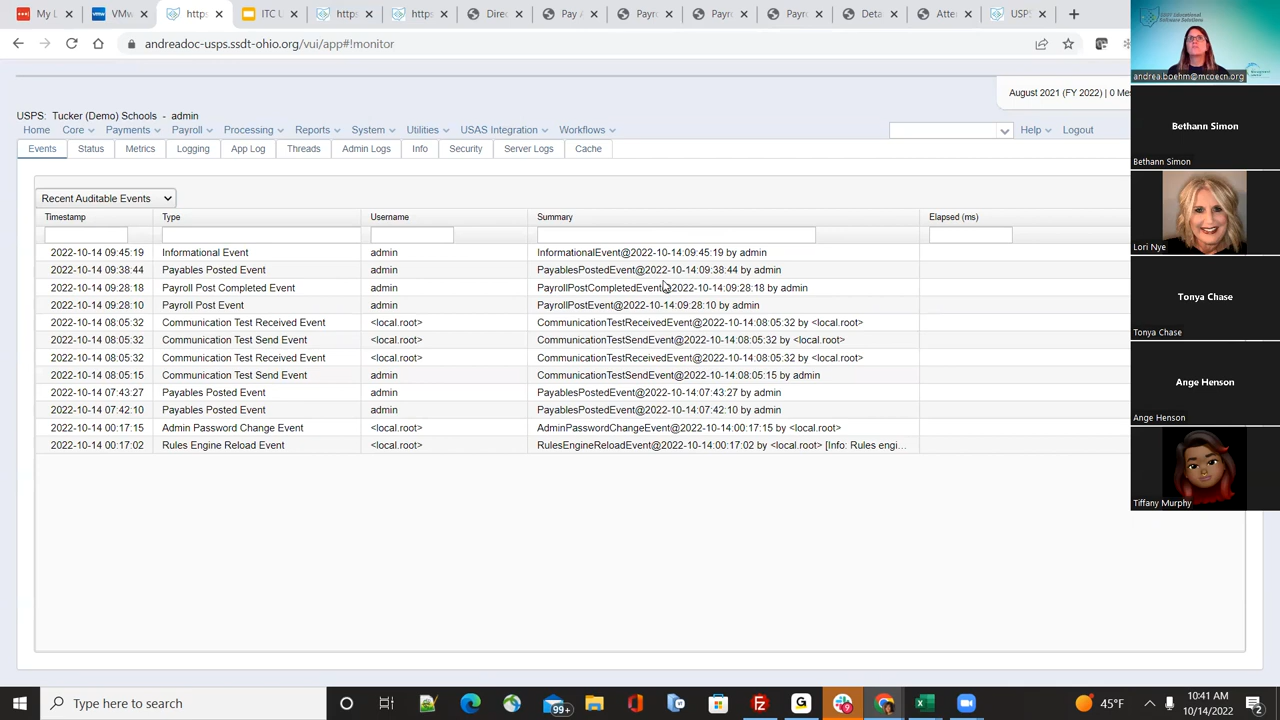 My L
VMw
https
ITC U
https
https
Payr
Payr
Payr
Payr
Deta
Atte
USPS
andreadoc-usps.ssdt-ohio.org/vui/app#!monitor
August 2021 (FY 2022) | 0 Me
USPS: Tucker (Demo) Schools - admin
Home Core Payments Payroll Processing Reports System Utilities USAS Integration Workflows Help Logout
Events Status Metrics Logging App Log Threads Admin Logs Info Security Server Logs Cache
Recent Auditable Events
Timestamp Type Username Summary Elapsed (ms)
2022-10-14 09:45:19 Informational Event admin InformationalEvent@2022-10-14:09:45:19 by admin
2022-10-14 09:38:44 Payables Posted Event admin PayablesPostedEvent@2022-10-14:09:38:44 by admin
2022-10-14 09:28:18 Payroll Post Completed Event admin PayrollPostCompletedEvent@2022-10-14:09:28:18 by admin
2022-10-14 09:28:10 Payroll Post Event admin PayrollPostEvent@2022-10-14:09:28:10 by admin
2022-10-14 08:05:32 Communication Test Received Event <local.root> CommunicationTestReceivedEvent@2022-10-14:08:05:32 by <local.root>
2022-10-14 08:05:32 Communication Test Send Event <local.root> CommunicationTestSendEvent@2022-10-14:08:05:32 by <local.root>
2022-10-14 08:05:32 Communication Test Received Event <local.root> CommunicationTestReceivedEvent@2022-10-14:08:05:32 by <local.root>
2022-10-14 08:05:15 Communication Test Send Event admin CommunicationTestSendEvent@2022-10-14:08:05:15 by admin
2022-10-14 07:43:27 Payables Posted Event admin PayablesPostedEvent@2022-10-14:07:43:27 by admin
2022-10-14 07:42:10 Payables Posted Event admin PayablesPostedEvent@2022-10-14:07:42:10 by admin
2022-10-14 00:17:15 Admin Password Change Event <local.root> AdminPasswordChangeEvent@2022-10-14:00:17:15 by <local.root>
2022-10-14 00:17:02 Rules Engine Reload Event <local.root> RulesEngineReloadEvent@2022-10-14:00:17:02 by <local.root> [Info: Rules engi...
andrea.boehm@mcoecn.org
Bethann Simon
Bethann Simon
Lori Nye
Tonya Chase
Tonya Chase
Ange Henson
Ange Henson
Tiffany Murphy
Type here to search
99+
45°F
10:41 AM
10/14/2022
2